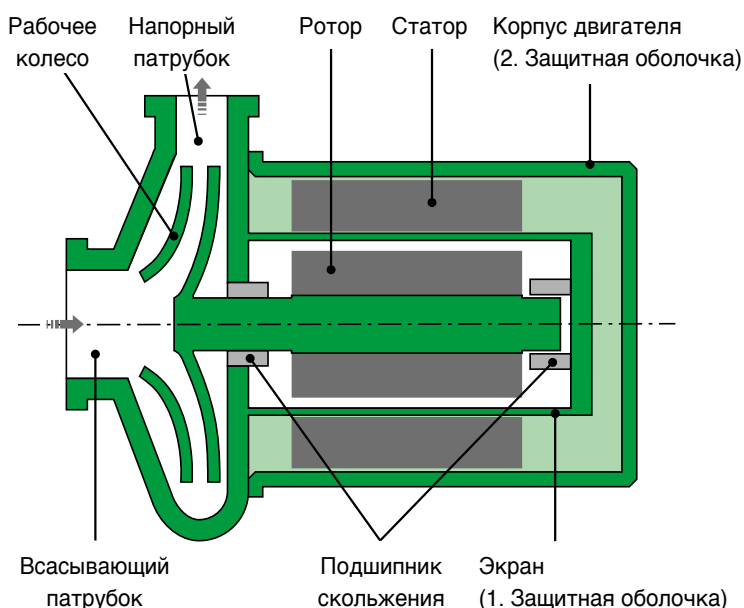 Рабочее
колесо
Напорный
патрубок
Ротор
Статор
Корпус двигателя
(2. Защитная оболочка)
Всасывающий
патрубок
Подшипник
скольжения
Экран
(1. Защитная оболочка)